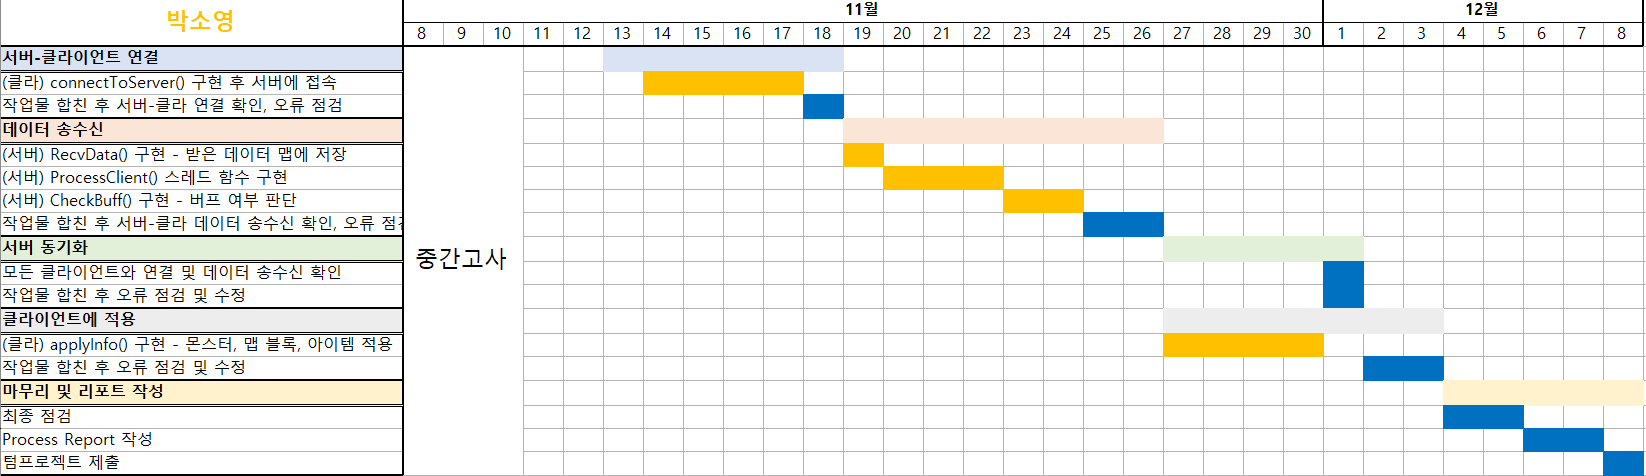 박소영
11월 12월
8 9 10 11 12 13 14 15 16 17 18 19 20 21 22 23 24 25 26 27 28 29 30 1 2 3 4 5 6 7 8
서버-클라이언트 연결
(클라) connectToServer() 구현 후 서버에 접속
작업물 합친 후 서버-클라 연결 확인, 오류 점검
데이터 송수신
(서버) RecvData() 구현 - 받은 데이터 맵에 저장
(서버) ProcessClient() 스레드 함수 구현
(서버) CheckBuff() 구현 - 버프 여부 판단
작업물 합친 후 서버-클라 데이터 송수신 확인, 오류 점검
서버 동기화
중간고사
모든 클라이언트와 연결 및 데이터 송수신 확인
작업물 합친 후 오류 점검 및 수정
클라이언트에 적용
(클라) applyInfo() 구현 - 몬스터, 맵 블록, 아이템 적용
작업물 합친 후 오류 점검 및 수정
마무리 및 리포트 작성
최종 점검
Process Report 작성
텀프로젝트 제출